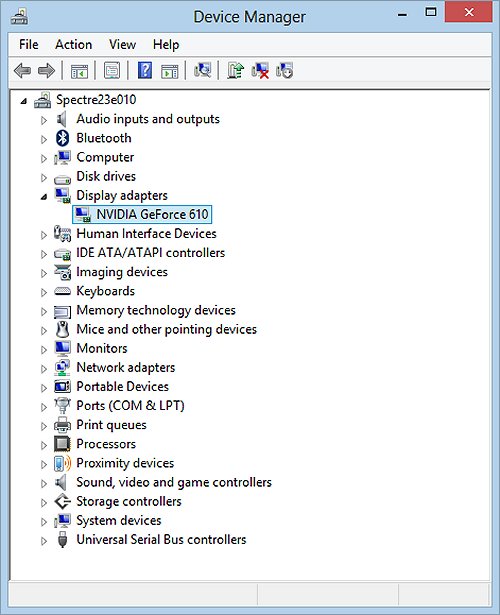 Device Manager
File Action View Help
Spectre23e010
Audio inputs and outputs
Bluetooth
Computer
Disk drives
Display adapters
NVIDIA GeForce 610
Human Interface Devices
IDE ATA/ATAPI controllers
Imaging devices
Keyboards
Memory technology devices
Mice and other pointing devices
Monitors
Network adapters
Portable Devices
Ports (COM & LPT)
Print queues
Processors
Proximity devices
Sound, video and game controllers
Storage controllers
System devices
Universal Serial Bus controllers